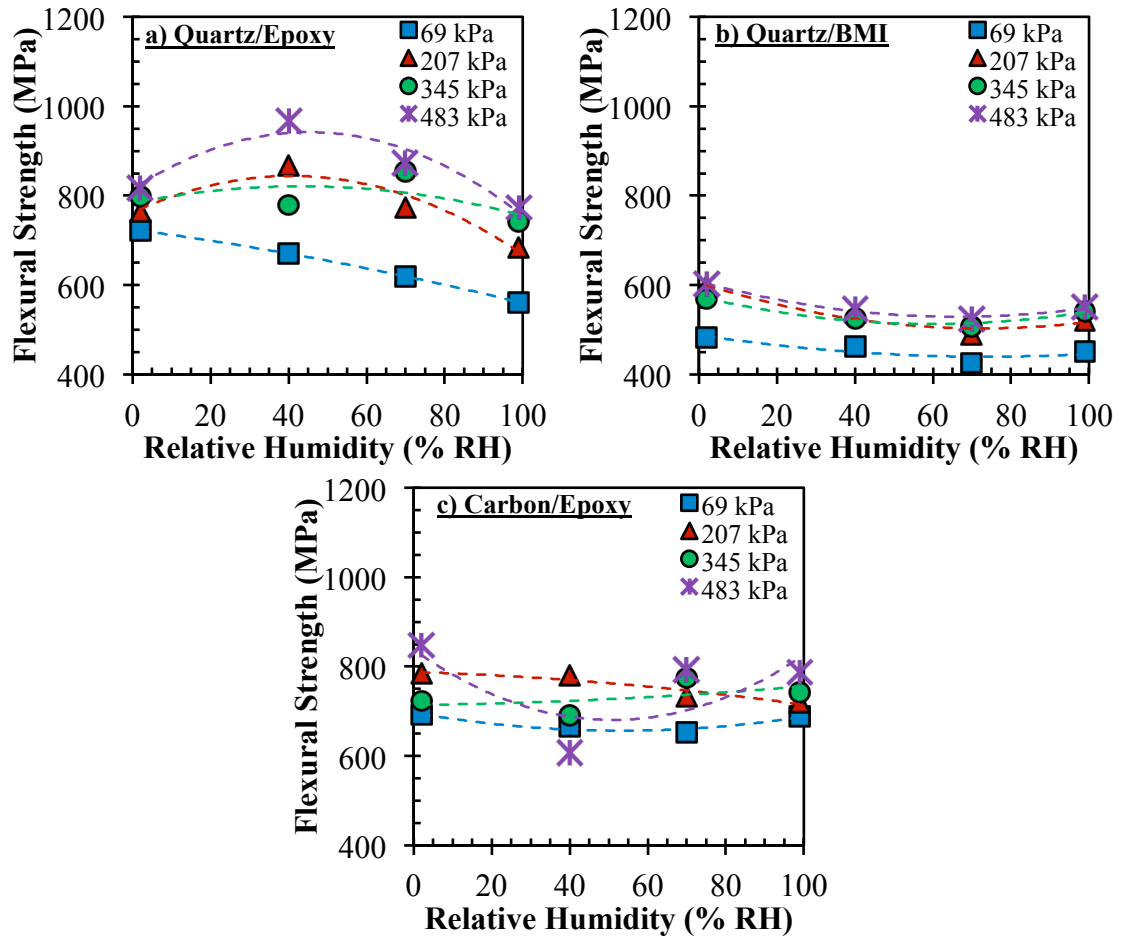 a) Quartz/Epoxy
69 kPa
207 kPa
345 kPa
483 kPa
Flexural Strength (MPa)
1200
1000
800
600
400
0 20 40 60 80 100
Relative Humidity (% RH)
b) Quartz/BMI
69 kPa
207 kPa
345 kPa
483 kPa
Flexural Strength (MPa)
1200
1000
800
600
400
0 20 40 60 80 100
Relative Humidity (% RH)
c) Carbon/Epoxy
69 kPa
207 kPa
345 kPa
483 kPa
Flexural Strength (MPa)
1200
1000
800
600
400
0 20 40 60 80 100
Relative Humidity (% RH)